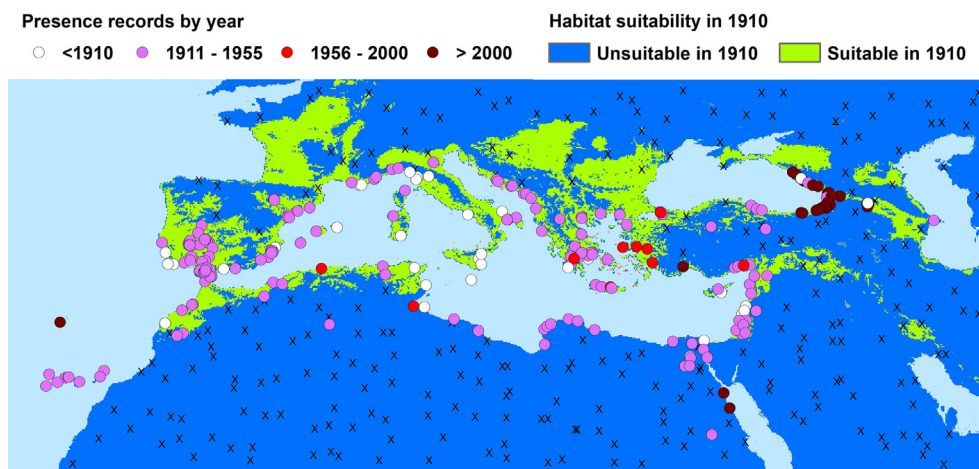 Presence records by year
Habitat suitability in 1910
<1910
1911 - 1955
1956 - 2000
> 2000
Unsuitable in 1910
Suitable in 1910